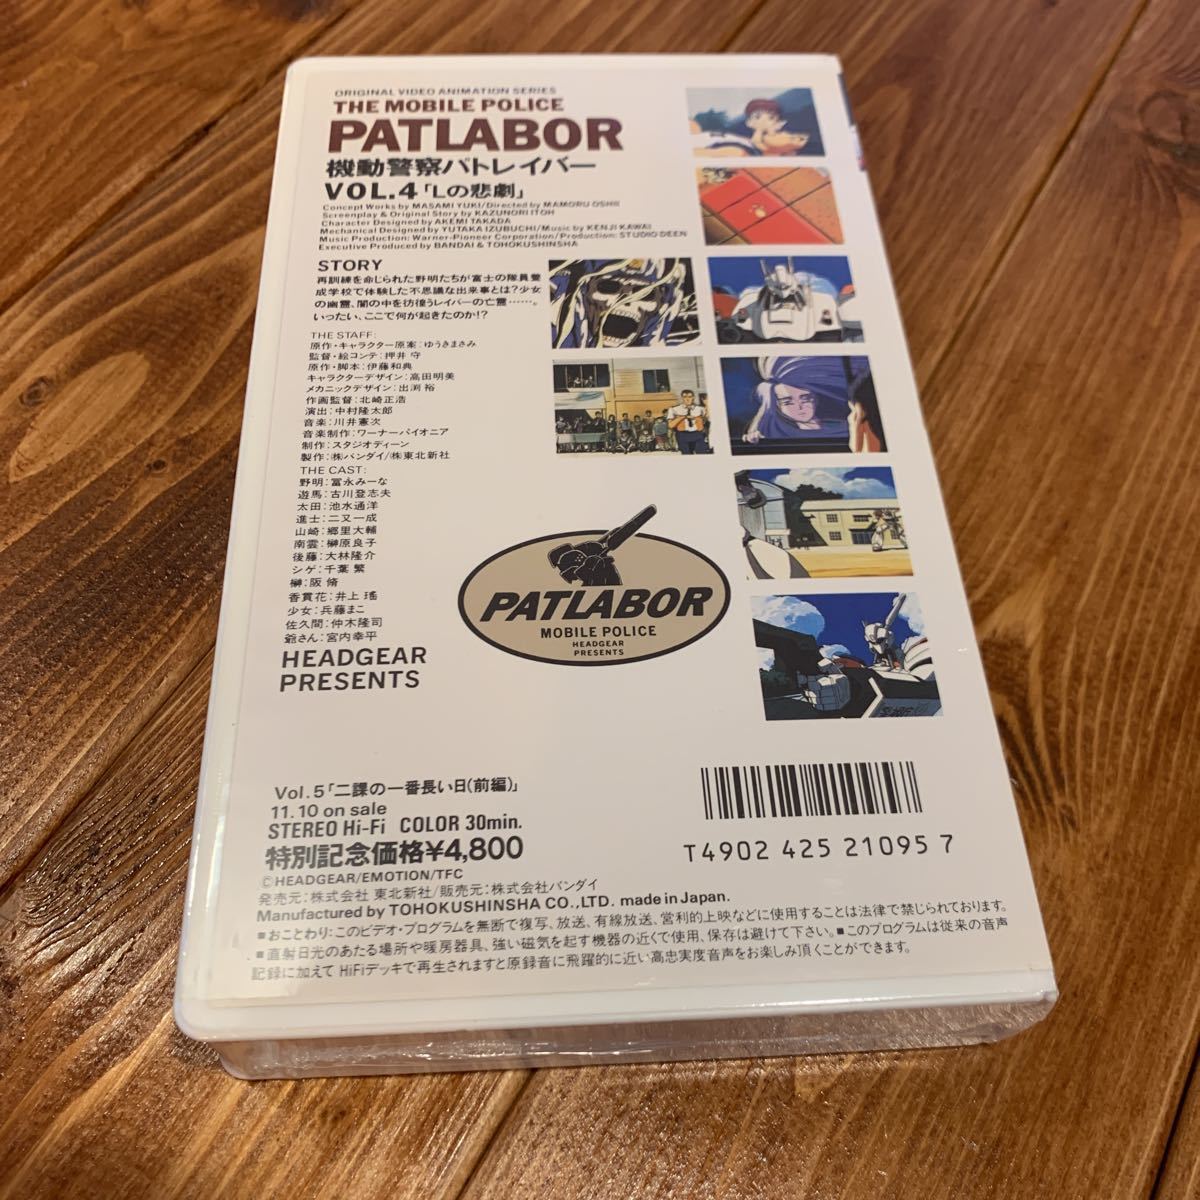 ORIGINAL VIDEO ANIMATION SERIES
THE MOBILE POLICE
PATLABOR
機動警察パトレイバー
VOL.4「Lの悲劇」
Concept Works by MASAMI YUKI/Directed by MAMORU OSHII
Screenplay & Original Story by KAZUNORI ITOH
Character Designed by AKEMI TAKADA
Mechanical Designed by YUTAKA IZUBUCHI/Music by KENJI KAWAI
Music Production: Warner-Pioneer Corporation/Production: STUDIO DEEN
Executive Produced by BANDAI & TOHOKUSHINSHA
STORY
再訓練を命じられた野明たちが富士の隊員養
成学校で体験した不思議な出来事とは?少女
の幽霊、闇の中を彷徨うレイバーの亡霊……。
いったい、ここで何が起きたのか!?
THE STAFF:
原作・キャラクター原案:ゆうきまさみ
監督・絵コンテ:押井 守
原作・脚本:伊藤和典
キャラクターデザイン:高田明美
メカニックデザイン:出渕 裕
作画監督:北崎正浩
演出:中村隆太郎
音楽:川井憲次
音楽制作:ワーナーパイオニア
制作:スタジオディーン
製作:㈱バンダイ/㈱東北新社
THE CAST:
野明:冨永みーな
遊馬:古川登志夫
太田:池水通洋
進士:二又一成
山崎:郷里大輔
南雲:榊原良子
後藤:大林隆介
シゲ:千葉 繁
榊:阪 脩
香貫花:井上 瑤
少女:兵藤まこ
佐久間:仲木隆司
爺さん:宮内幸平
HEADGEAR
PRESENTS
PATLABOR
MOBILE POLICE
HEADGEAR
PRESENTS
Vol.5「二課の一番長い日(前編)」
11.10 on sale
STEREO Hi-Fi COLOR 30min.
特別記念価格¥4,800
©HEADGEAR/EMOTION/TFC
発売元:株式会社 東北新社/販売元:株式会社バンダイ
Manufactured by TOHOKUSHINSHA CO.,LTD. made in Japan.
■おことわり:このビデオ・プログラムを無断で複写、放送、有線放送、営利的上映などに使用することは法律で禁じられております。
■直射日光のあたる場所や暖房器具、強い磁気を起す機器の近くで使用、保存は避けて下さい。■このプログラムは従来の音声
記録に加えて HiFiデッキで再生されますと原録音に飛躍的に近い高忠実度音声をお楽しみ頂くことができます。
T4902 425 21095 7